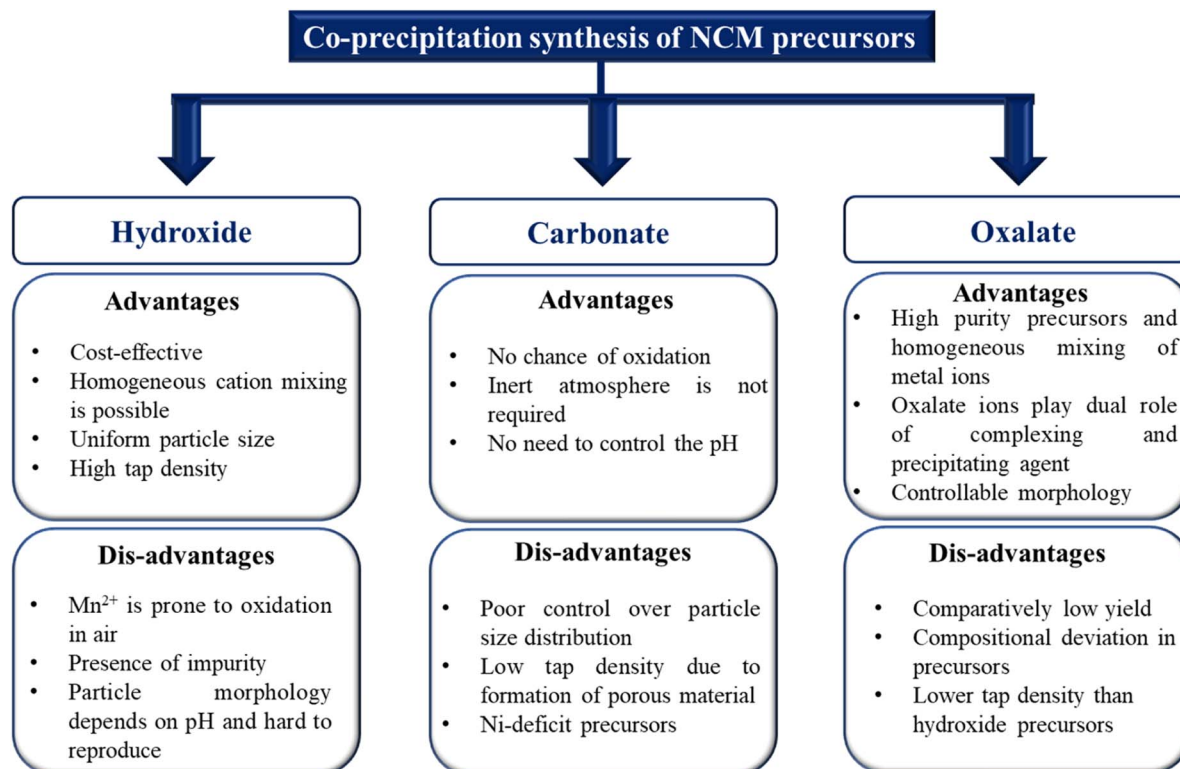 Co-precipitation synthesis of NCM precursors
Hydroxide
Advantages
• Cost-effective
• Homogeneous cation mixing
is possible
• Uniform particle size
• High tap density
Dis-advantages
• Mn²⁺ is prone to oxidation
in air
• Presence of impurity
• Particle morphology
depends on pH and hard to
reproduce
Carbonate
Advantages
• No chance of oxidation
• Inert atmosphere is not
required
• No need to control the pH
Dis-advantages
• Poor control over particle
size distribution
• Low tap density due to
formation of porous material
• Ni-deficit precursors
Oxalate
Advantages
• High purity precursors and
homogeneous mixing of
metal ions
• Oxalate ions play dual role
of complexing and
precipitating agent
• Controllable morphology
Dis-advantages
• Comparatively low yield
• Compositional deviation in
precursors
• Lower tap density than
hydroxide precursors